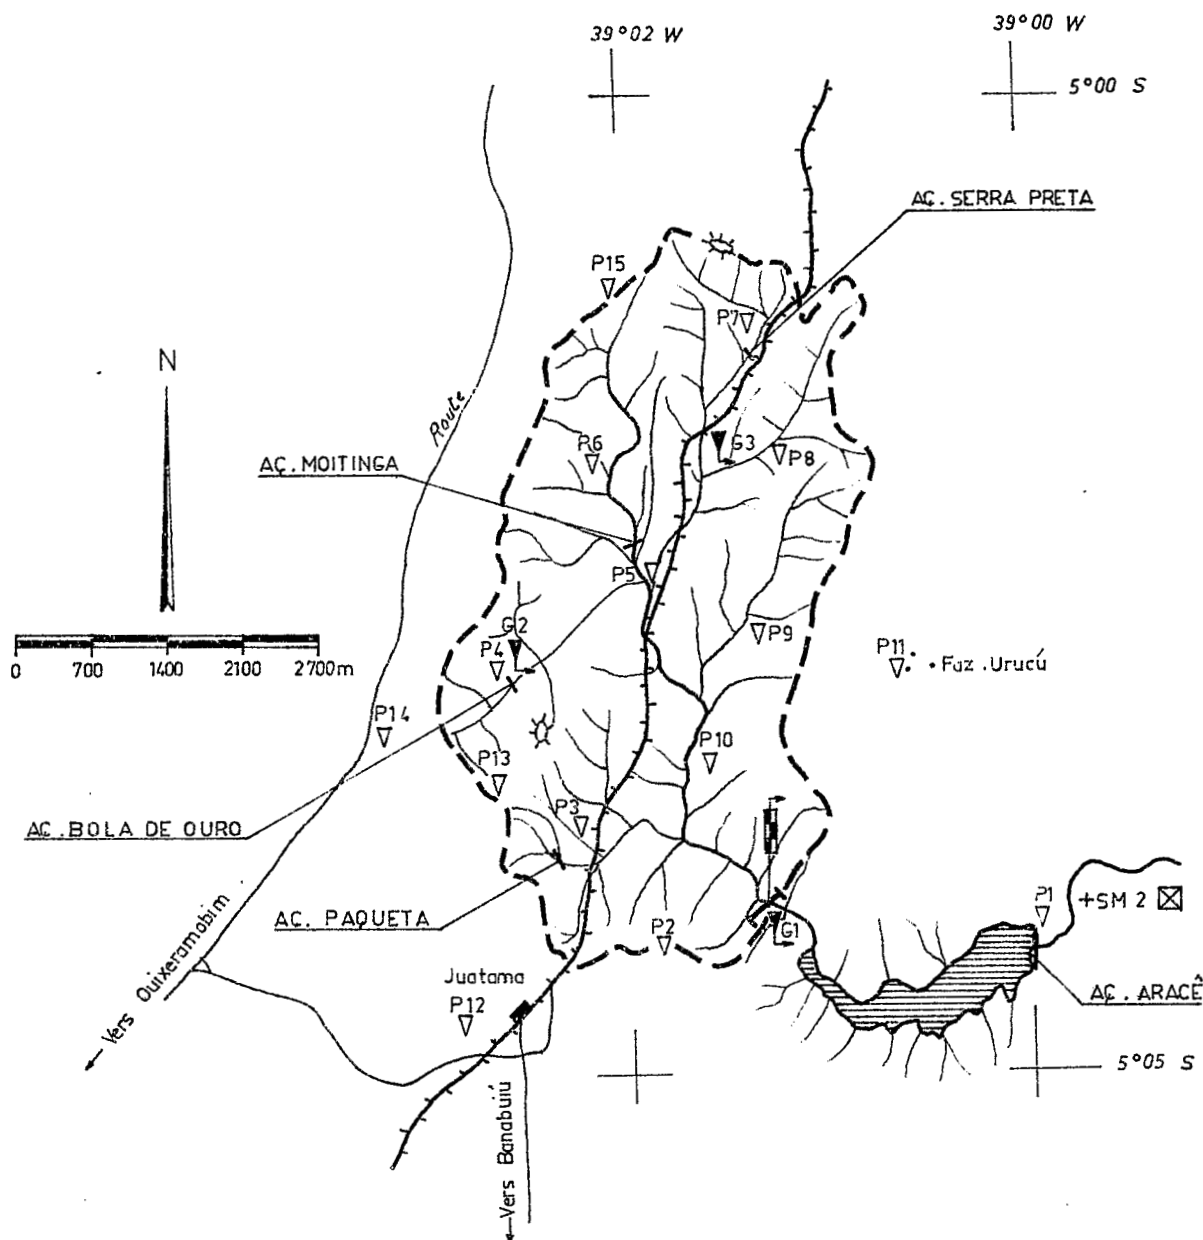 39°02 W
39°00 W
5°00 S
AÇ. SERRA PRETA
P15
P7
N
Route
P6
G3
P8
AÇ. MOITINGA
P5
G2
P9
P4
P11
Faz. Urucú
0 700 1400 2100 2700m
P14
P10
P13
P3
AÇ. BOLA DE OURO
P1
+SM 2
AÇ. PAQUETA
P2
G1
Vers Quixeramobim
Juatama
AÇ. ARACÊ
P12
5°05 S
Vers Banabuiú